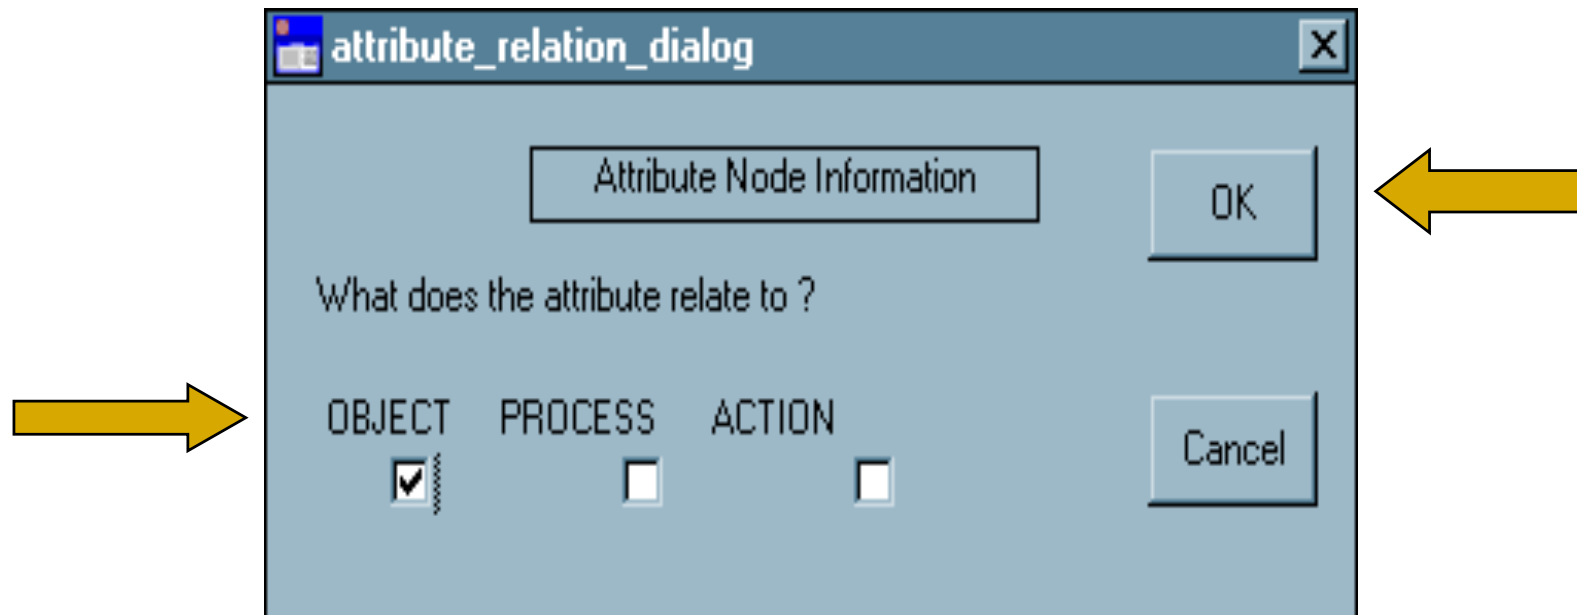 attribute_relation_dialog
Attribute Node Information
OK
What does the attribute relate to ?
OBJECT PROCESS ACTION
Cancel